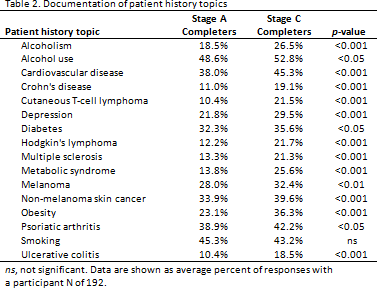 Table 2. Documentation of patient history topics
Patient history topic Stage A Completers Stage C Completers p-value
Alcoholism 18.5% 26.5% <0.001
Alcohol use 48.6% 52.8% <0.05
Cardiovascular disease 38.0% 45.3% <0.001
Crohn's disease 11.0% 19.1% <0.001
Cutaneous T-cell lymphoma 10.4% 21.5% <0.001
Depression 21.8% 29.5% <0.001
Diabetes 32.3% 35.6% <0.05
Hodgkin's lymphoma 12.2% 21.7% <0.001
Multiple sclerosis 13.3% 21.3% <0.001
Metabolic syndrome 13.8% 25.6% <0.001
Melanoma 28.0% 32.4% <0.01
Non-melanoma skin cancer 33.9% 39.6% <0.001
Obesity 23.1% 36.3% <0.001
Psoriatic arthritis 38.9% 42.2% <0.05
Smoking 45.3% 43.2% ns
Ulcerative colitis 10.4% 18.5% <0.001
ns, not significant. Data are shown as average percent of responses with
a participant N of 192.